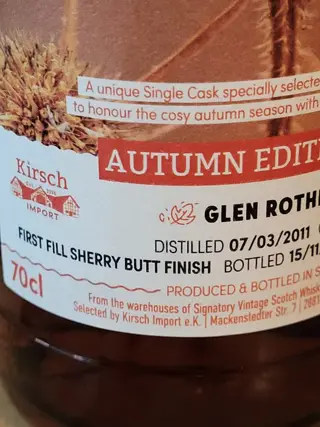 A unique Single Cask specially selecte
to honour the cosy autumn season with
AUTUMN EDITI
Kirsch
IMPORT
GLEN ROTHE
DISTILLED 07/03/2011
FIRST FILL SHERRY BUTT FINISH BOTTLED 15/11/
70cl
PRODUCED & BOTTLED IN S
From the warehouses of Signatory Vintage Scotch Whisk
Selected by Kirsch Import e.K. | Mackenstedter Str. 7 |